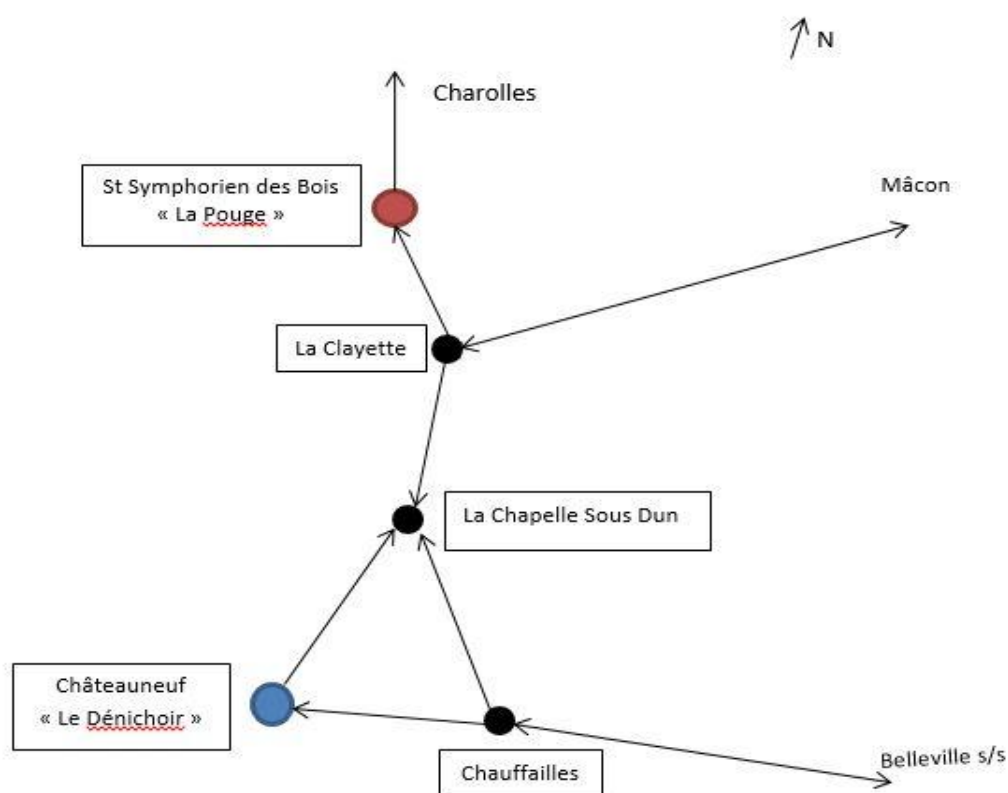 N
Charolles
St Symphorien des Bois
« La Pouge »
Mâcon
La Clayette
La Chapelle Sous Dun
Châteauneuf
« Le Dénichoir »
Belleville s/s
Chauffailles